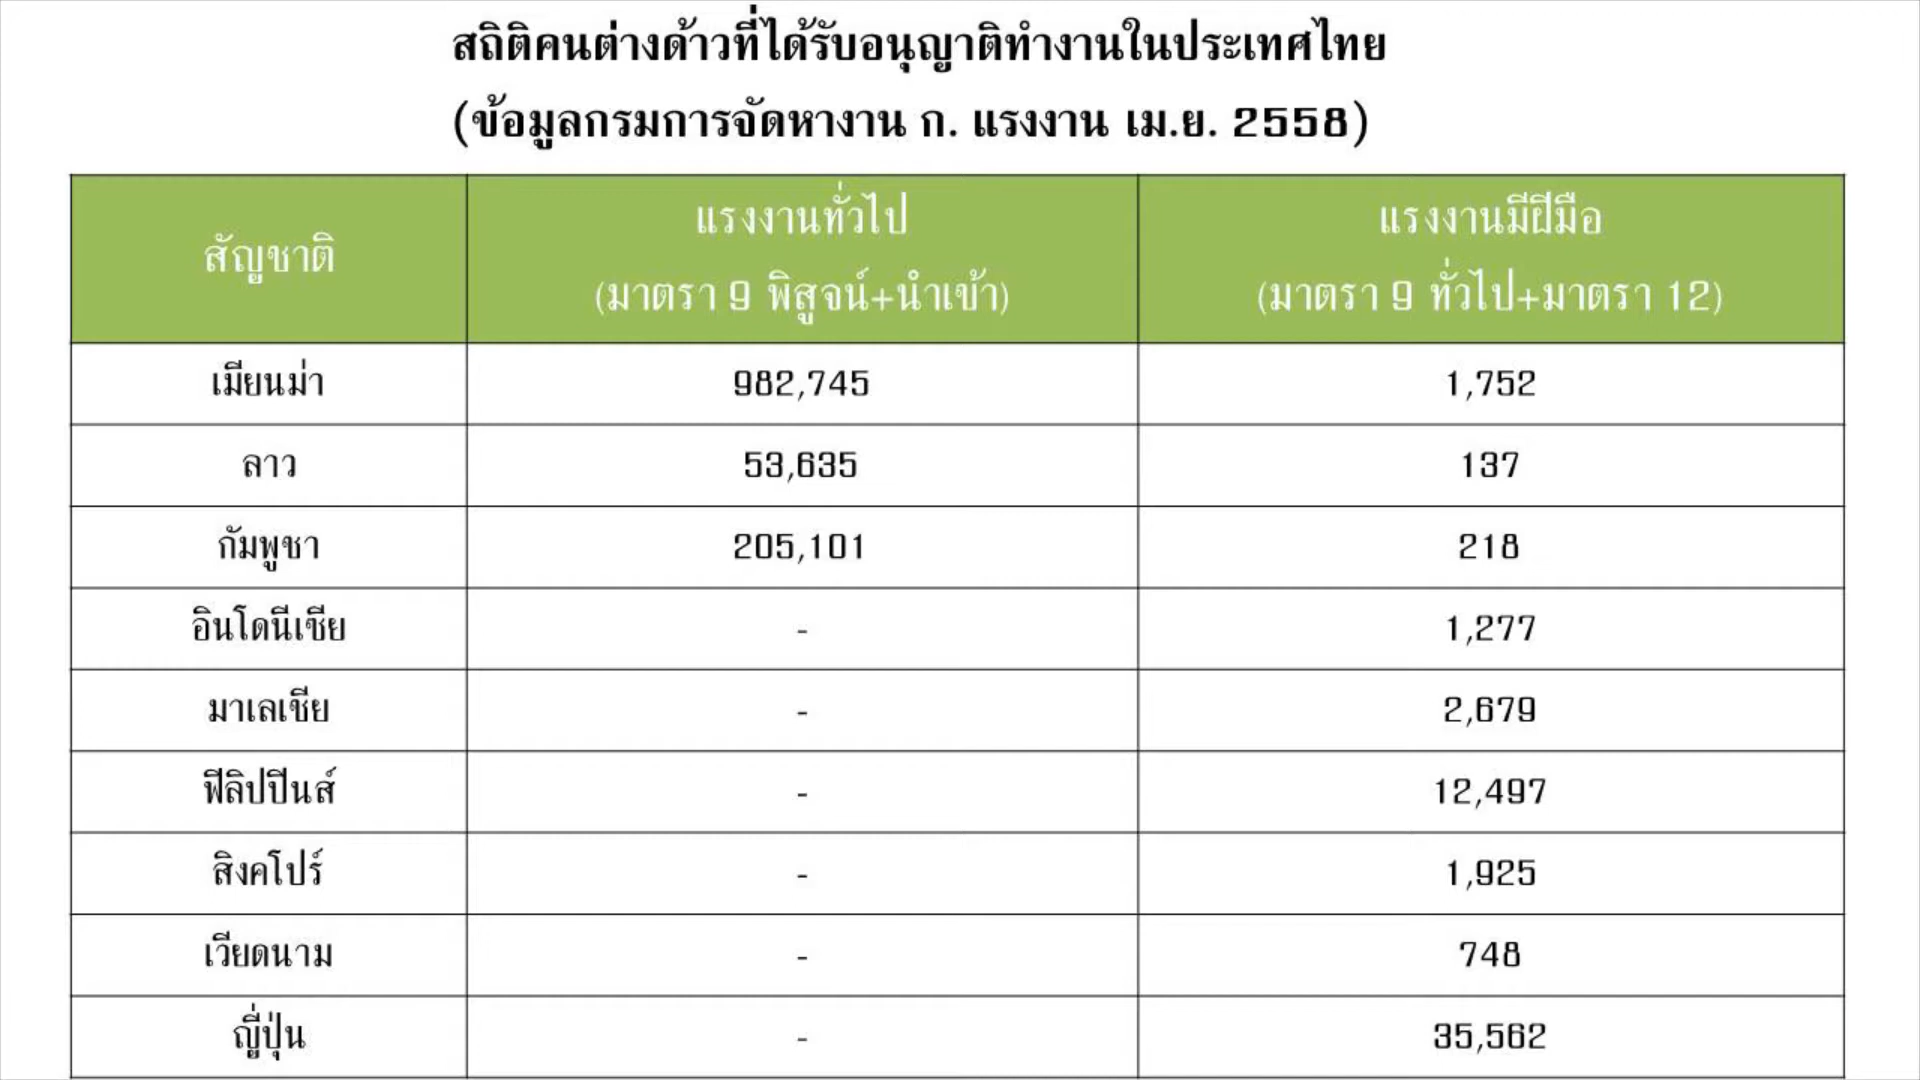 สถิติคนต่างด้าวที่ได้รับอนุญาติทำงานในประเทศไทย
(ข้อมูลกรมการจัดหางาน ก. แรงงาน เม.ย. 2558)
สัญชาติ
แรงงานทั่วไป
(มาตรา 9 พิสูจน์+นำเข้า)
แรงงานมีฝีมือ
(มาตรา 9 ทั่วไป+มาตรา 12)
เมียนม่า 982,745 1,752
ลาว 53,635 137
กัมพูชา 205,101 218
อินโดนีเซีย - 1,277
มาเลเซีย - 2,679
ฟีลิปปีนส์ - 12,497
สิงคโปร์ - 1,925
เวียดนาม - 748
ญี่ปุ่น - 35,562